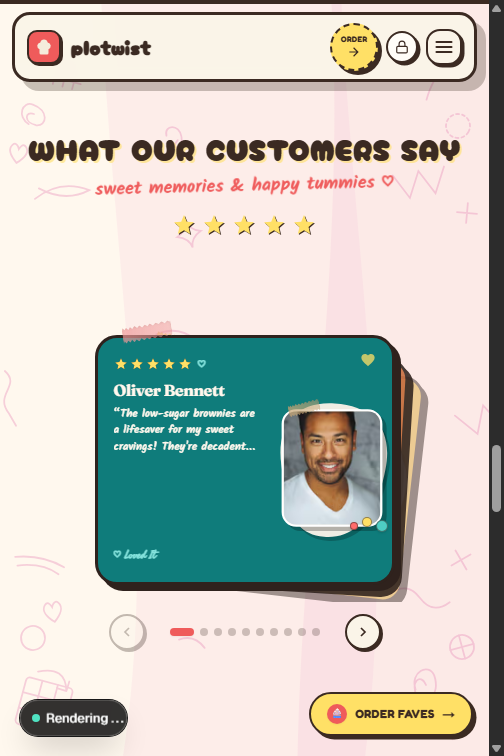 plotwist
ORDER
→
WHAT OUR CUSTOMERS SAY
sweet memories & happy tummies ♡
Oliver Bennett
“The low-sugar brownies are
a lifesaver for my sweet
cravings! They're decadent...
♡ Loved It
Rendering ...
ORDER FAVES →